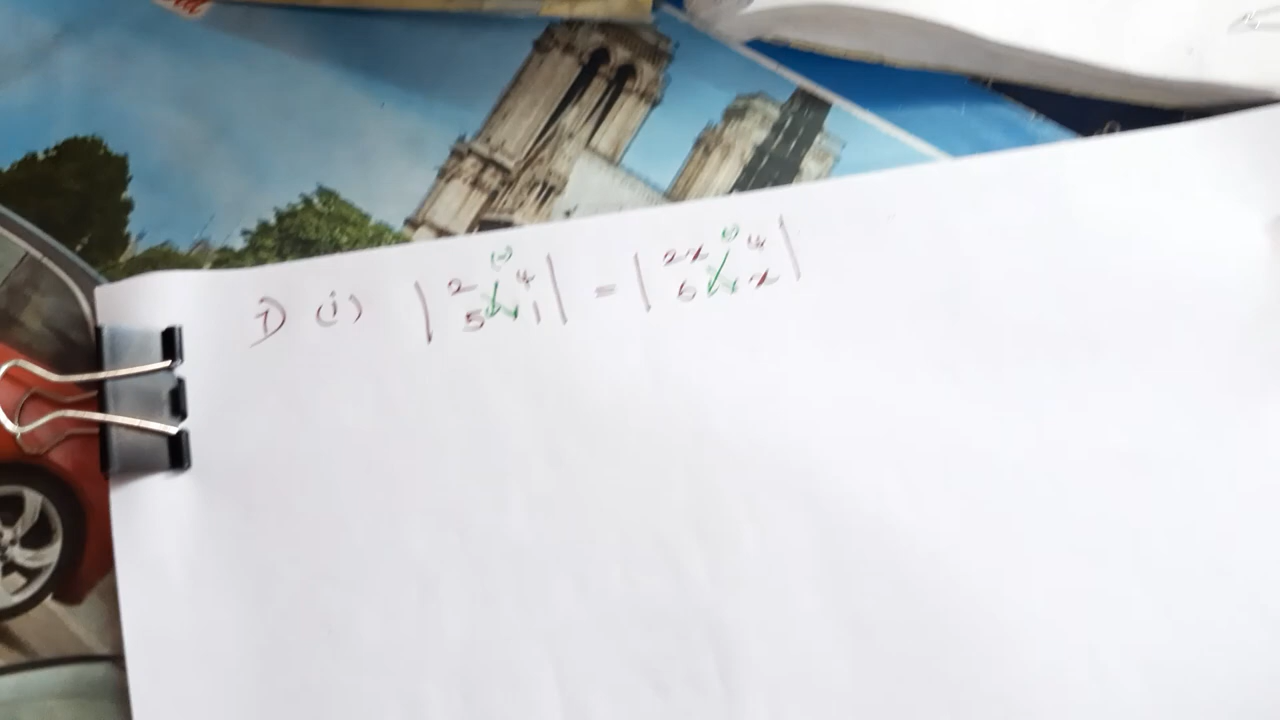 7) (i) | 2 (-) 4 | = | 2x (-) 4 |
5 1 6 x